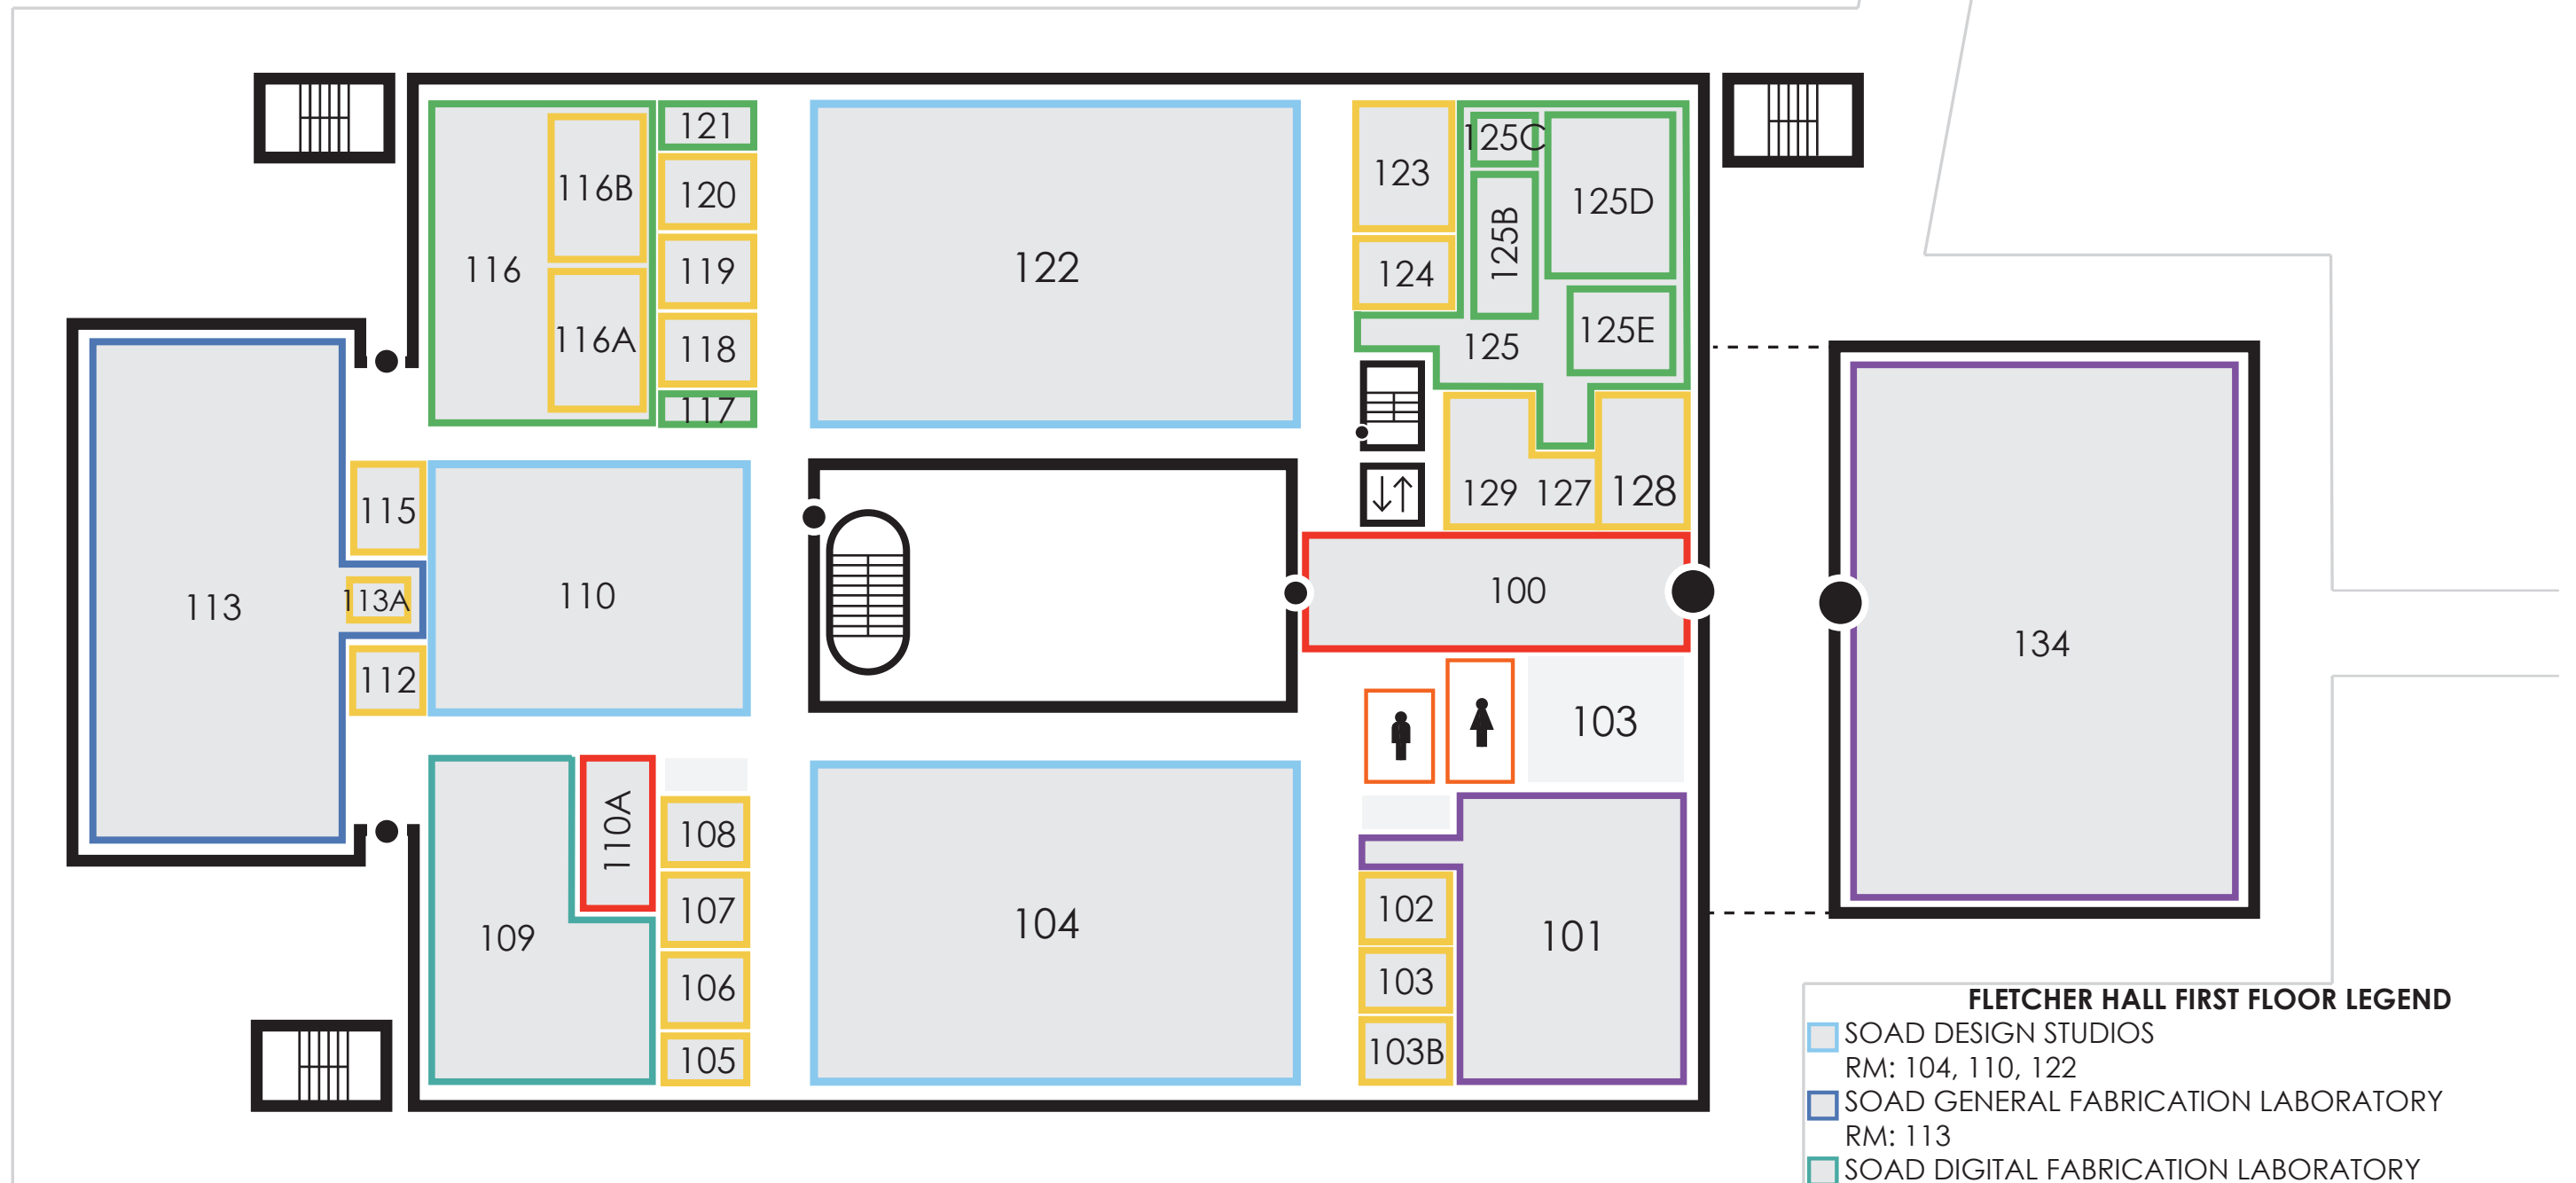 121
125C
116B
120
123
125D
116
119
122
124
125B
116A
118
125
125E
117
115
129
127
128
113
113A
110
100
134
112
103
110A
108
109
107
104
102
101
106
103
105
103B
FLETCHER HALL FIRST FLOOR LEGEND
SOAD DESIGN STUDIOS
RM: 104, 110, 122
SOAD GENERAL FABRICATION LABORATORY
RM: 113
SOAD DIGITAL FABRICATION LABORATORY